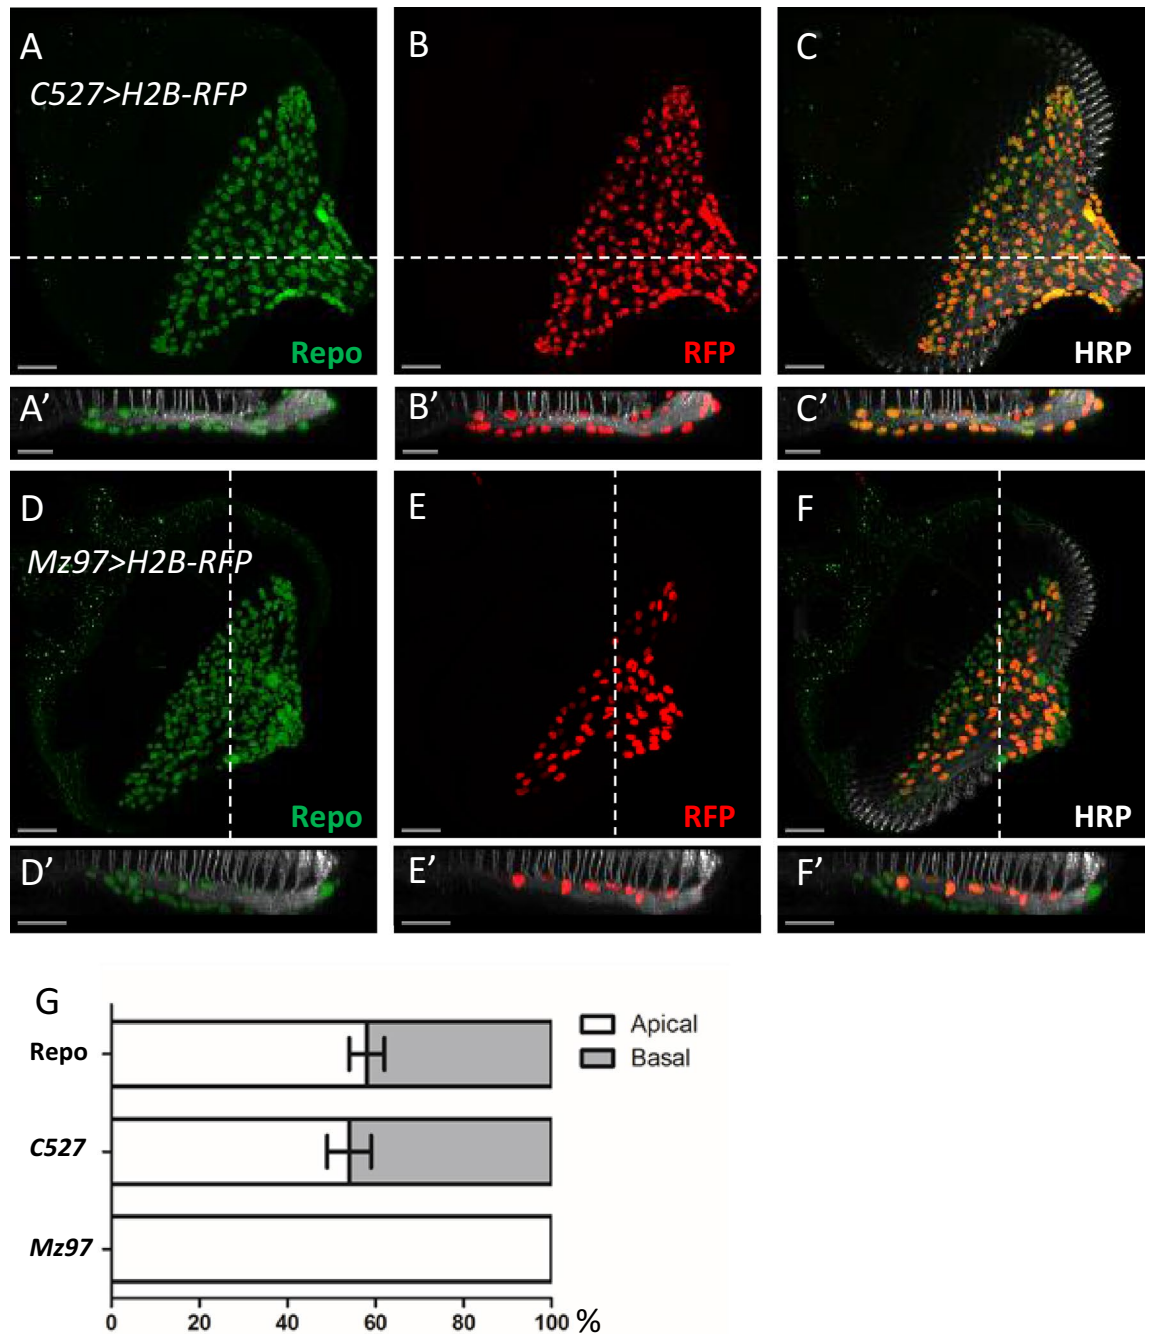 A B C
C527>H2B-RFP
Repo RFP HRP
A' B' C'
D E F
Mz97>H2B-RFP
Repo RFP HRP
D' E' F'
G
Repo
C527
Mz97
Apical
Basal
0 20 40 60 80 100 %